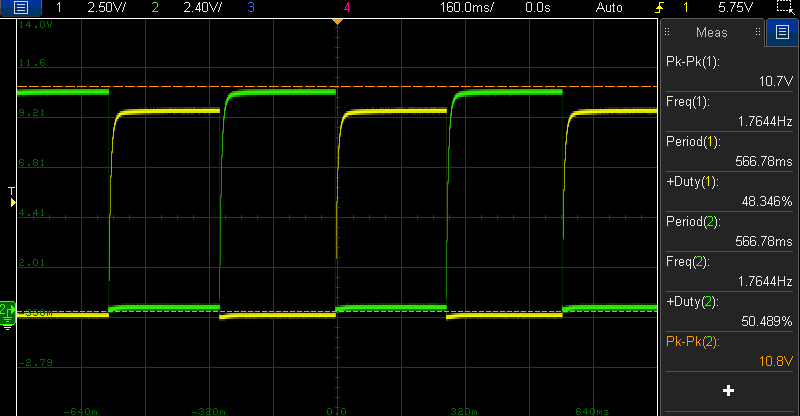 1 2.50V/ 2 2.40V/ 3 4 160.0ms/ 0.0s Auto 1 5.75V
14.0V
11.6
9.21
6.81
4.41
2.01
-2.79
T
2
-640m -320m 0.0 320m 640ms
Meas
Pk-Pk(1):
10.7V
Freq(1):
1.7644Hz
Period(1):
566.78ms
+Duty(1):
48.346%
Period(2):
566.78ms
Freq(2):
1.7644Hz
+Duty(2):
50.489%
Pk-Pk(2):
10.8V